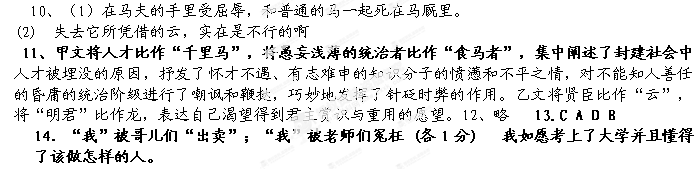 10、（1）在马夫的手里受屈辱，和普通的马一起死在马厩里。
(2) 失去它所凭借的云，实在是不行的啊
11、甲文将人才比作“千里马”，将愚妄浅薄的统治者比作“食马者”，集中阐述了封建社会中
人才被埋没的原因，抒发了怀才不遇、有志难申的知识分子的愤懑和不平之情，对不能知人善任
的昏庸的统治阶级进行了嘲讽和鞭挞，巧妙地发挥了针砭时弊的作用。乙文将贤臣比作“云”，
将“明君”比作龙，表达自己渴望得到君主赏识与重用的愿望。12、略 13.C A D B
14．“我”被哥儿们“出卖”；“我”被老师们冤枉 (各1分) 我如愿考上了大学并且懂得
了该做怎样的人。